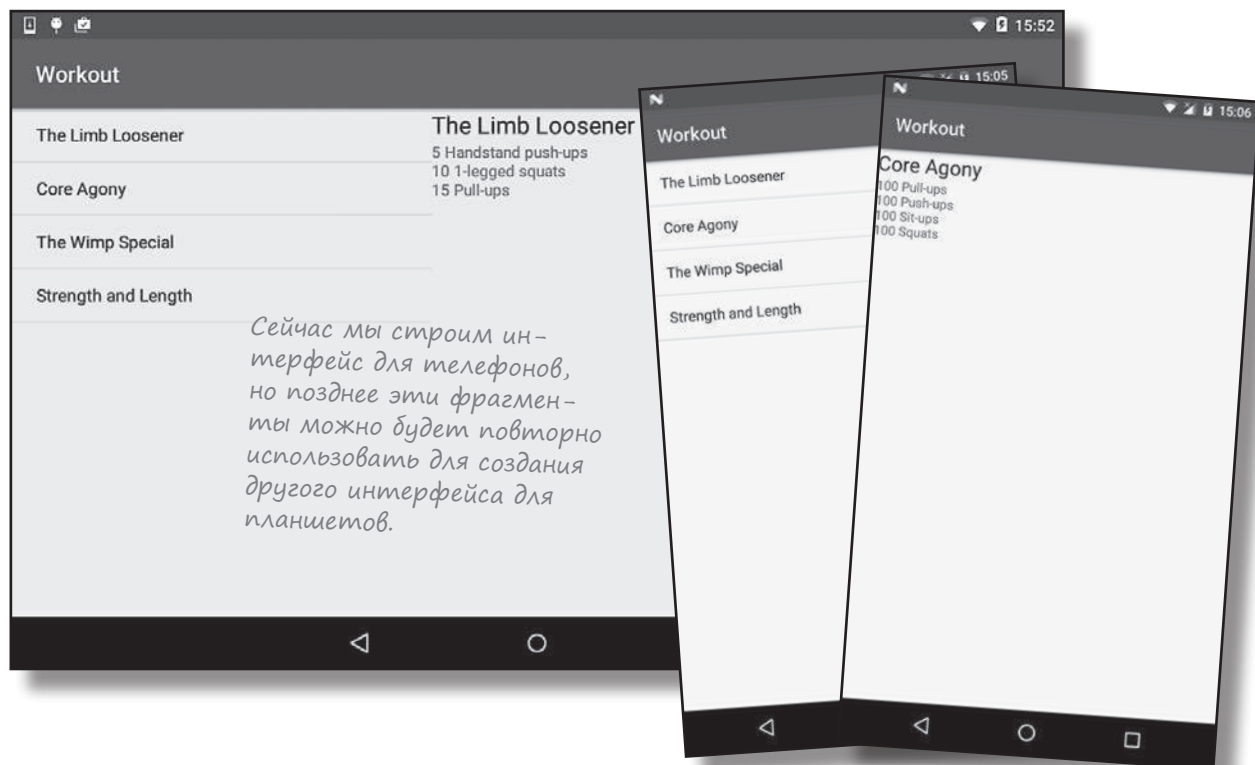 15:52
Workout
The Limb Loosener
Core Agony
The Wimp Special
Strength and Length
The Limb Loosener
5 Handstand push-ups
10 1-legged squats
15 Pull-ups
Сейчас мы строим ин-
терфейс для телефонов,
но позднее эти фрагмен-
ты можно будет повторно
использовать для создания
другого интерфейса для
планшетов.
15:05
Workout
The Limb Loosener
Core Agony
The Wimp Special
Strength and Length
15:06
Workout
Core Agony
100 Pull-ups
100 Push-ups
100 Sit-ups
100 Squats